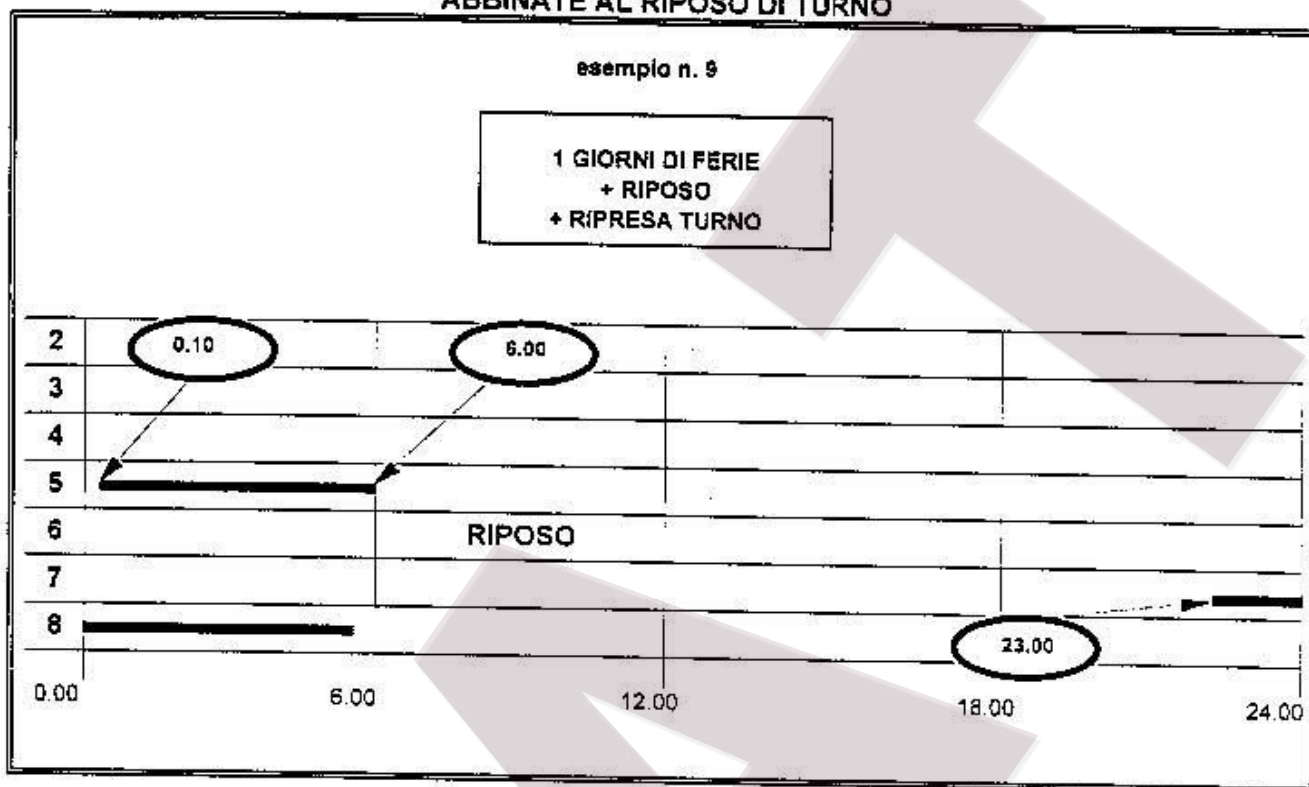 ABBINATE AL RIPOSO DI TURNO
esempio n. 9
1 GIORNI DI FERIE
+ RIPOSO
+ RIPRESA TURNO
2
0.10
6.00
3
4
5
6
RIPOSO
7
8
23.00
0.00
6.00
12.00
18.00
24.00